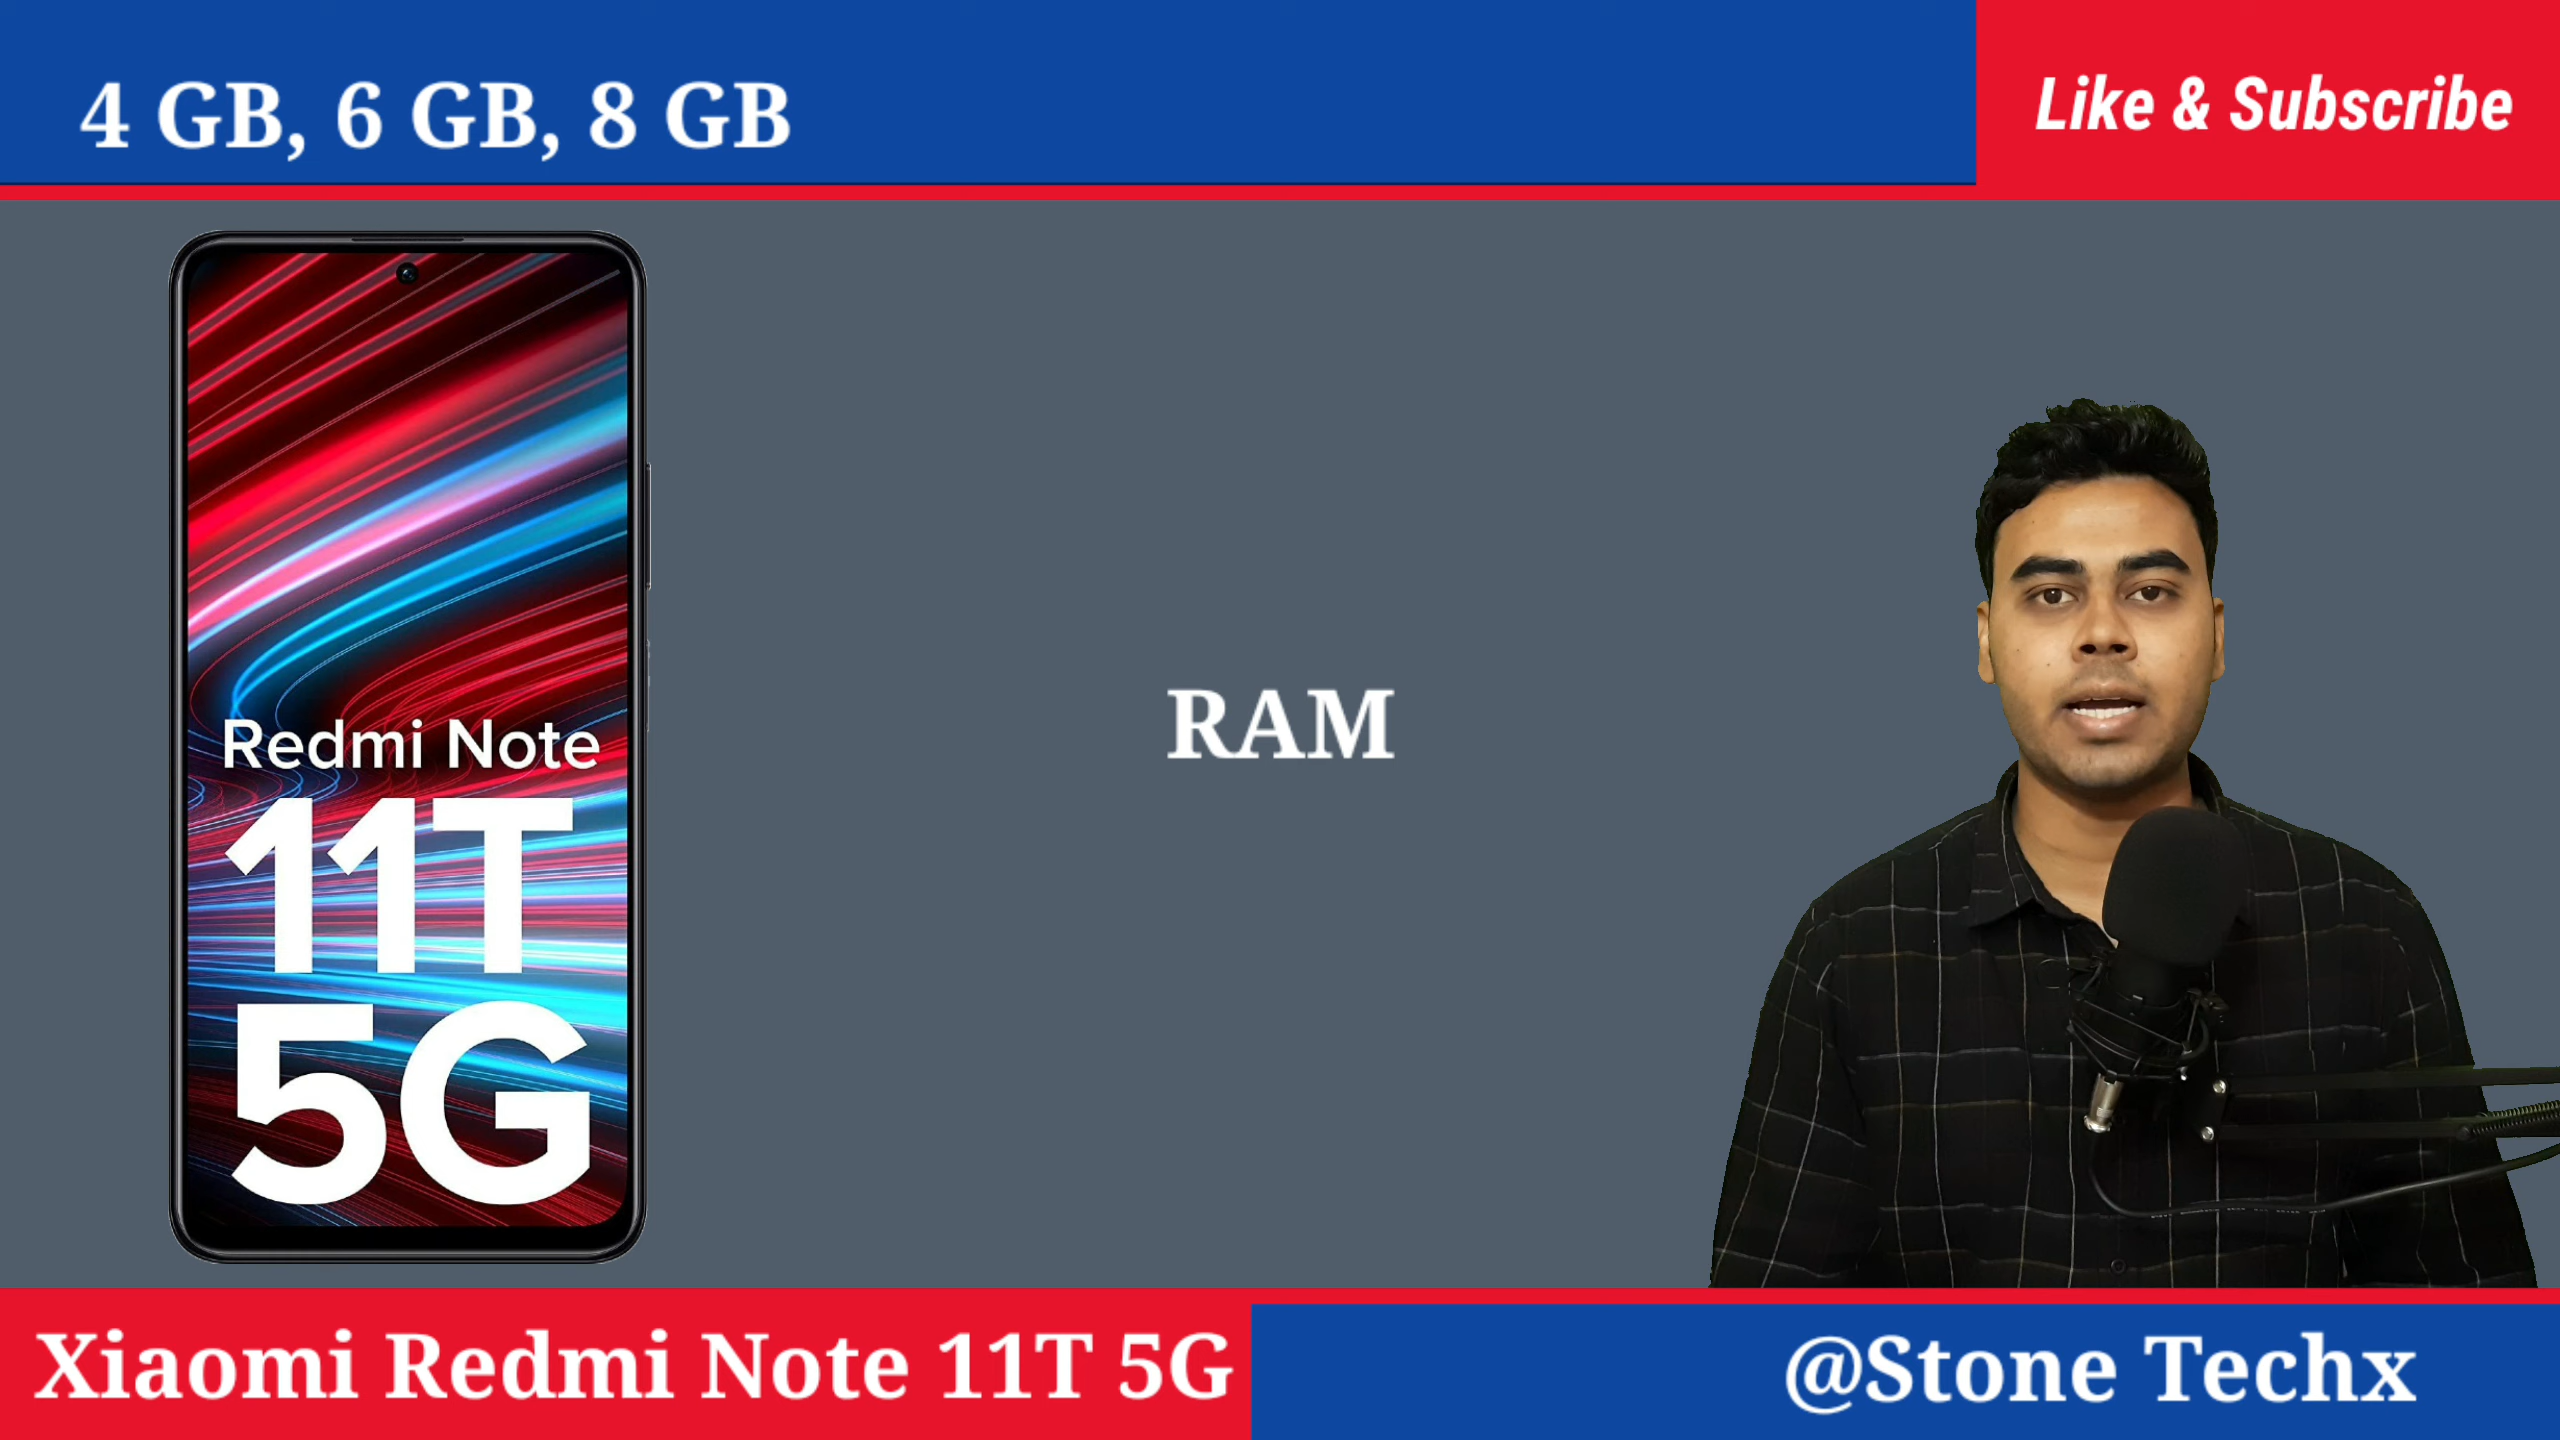 4 GB, 6 GB, 8 GB
Like & Subscribe
Redmi Note
11T
5G
RAM
Xiaomi Redmi Note 11T 5G
@Stone Techx